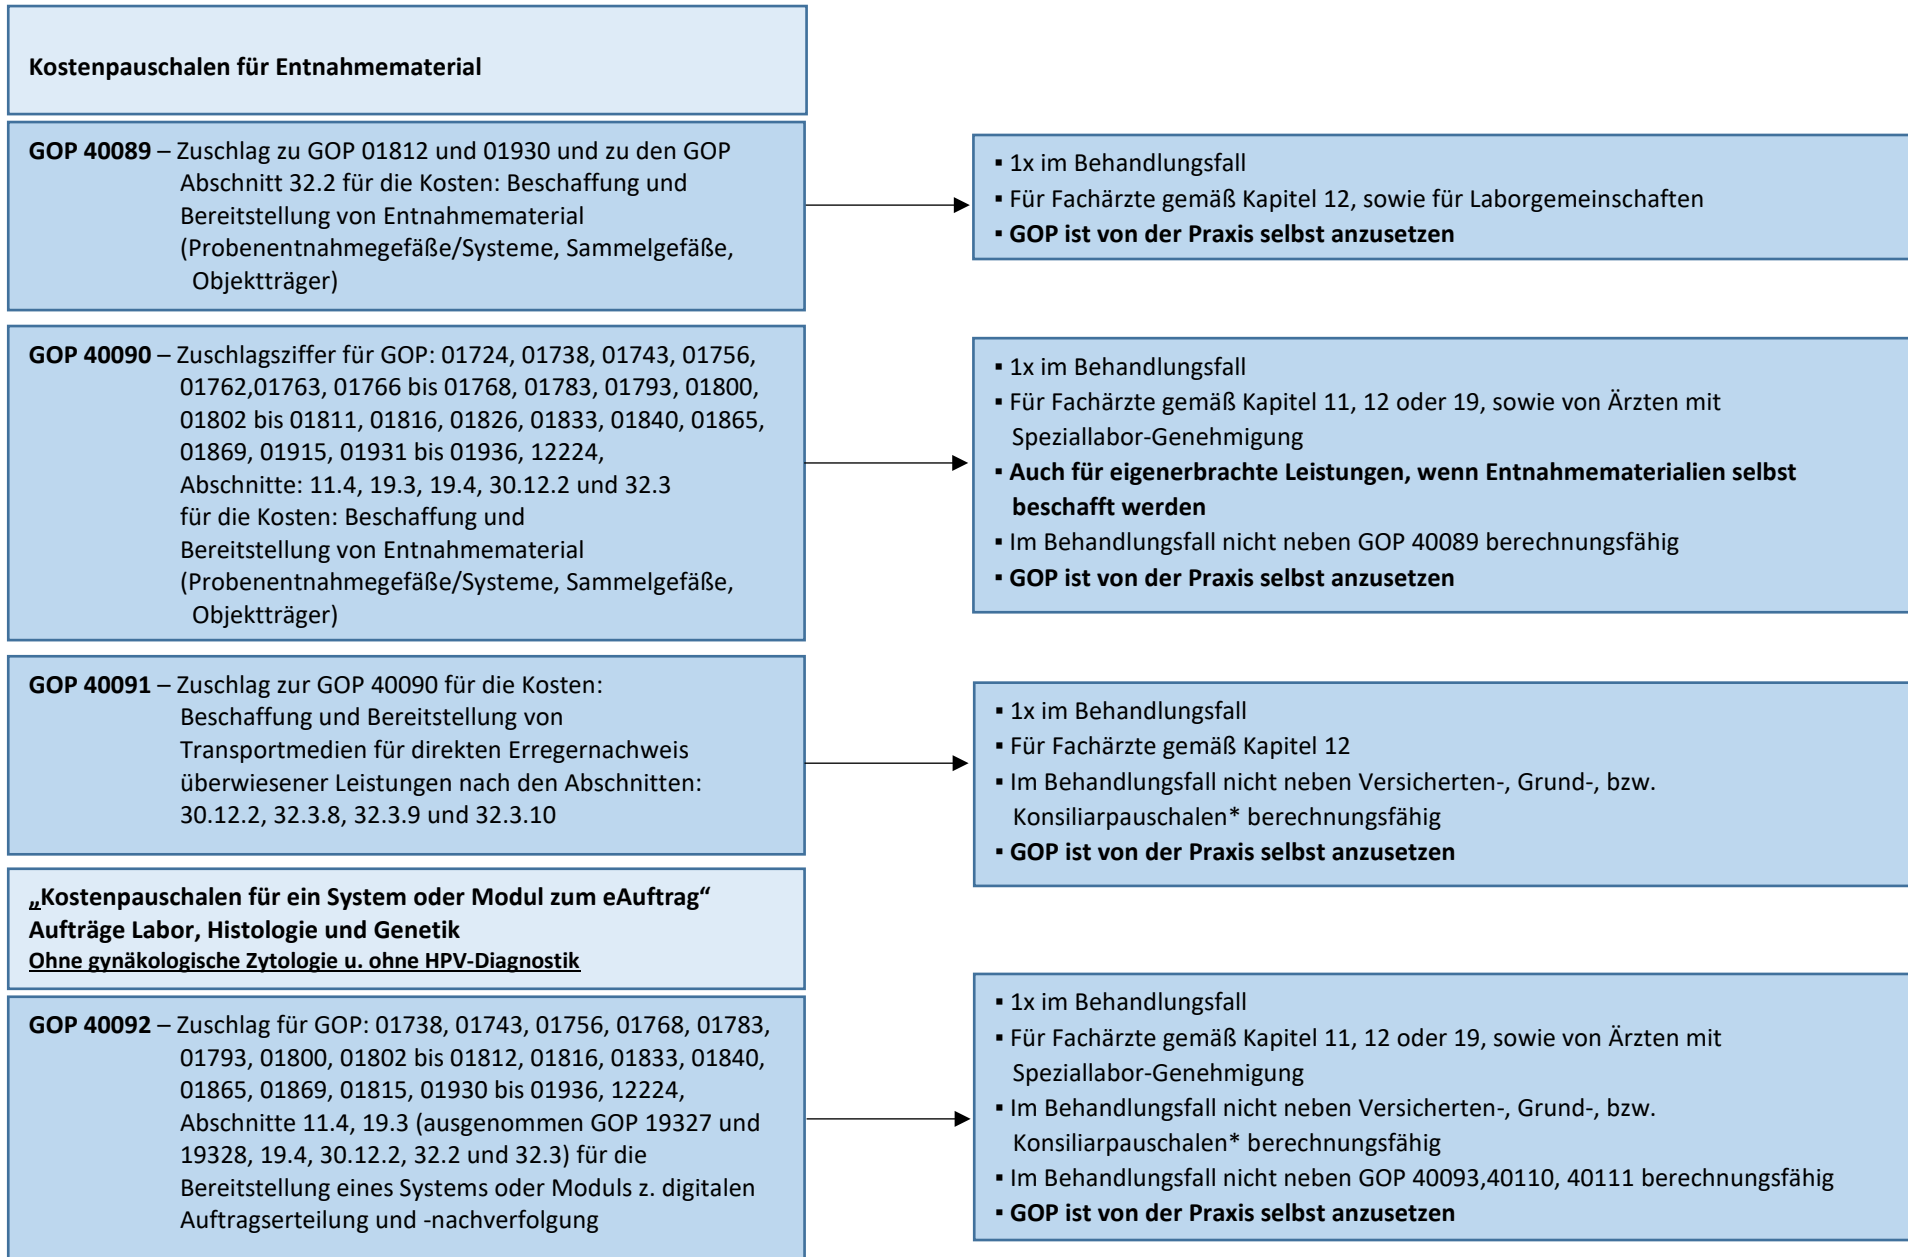 Kostenpauschalen für Entnahmematerial
GOP 40089 – Zuschlag zu GOP 01812 und 01930 und zu den GOP
Abschnitt 32.2 für die Kosten: Beschaffung und
Bereitstellung von Entnahmematerial
(Probenentnahmegefäße/Systeme, Sammelgefäße,
Objektträger)
▪ 1x im Behandlungsfall
▪ Für Fachärzte gemäß Kapitel 12, sowie für Laborgemeinschaften
▪ GOP ist von der Praxis selbst anzusetzen
GOP 40090 – Zuschlagsziffer für GOP: 01724, 01738, 01743, 01756,
01762,01763, 01766 bis 01768, 01783, 01793, 01800,
01802 bis 01811, 01816, 01826, 01833, 01840, 01865,
01869, 01915, 01931 bis 01936, 12224,
Abschnitte: 11.4, 19.3, 19.4, 30.12.2 und 32.3
für die Kosten: Beschaffung und
Bereitstellung von Entnahmematerial
(Probenentnahmegefäße/Systeme, Sammelgefäße,
Objektträger)
▪ 1x im Behandlungsfall
▪ Für Fachärzte gemäß Kapitel 11, 12 oder 19, sowie von Ärzten mit
Speziallabor-Genehmigung
▪ Auch für eigenerbrachte Leistungen, wenn Entnahmematerialien selbst
beschafft werden
▪ Im Behandlungsfall nicht neben GOP 40089 berechnungsfähig
▪ GOP ist von der Praxis selbst anzusetzen
GOP 40091 – Zuschlag zur GOP 40090 für die Kosten:
Beschaffung und Bereitstellung von
Transportmedien für direkten Erregernachweis
überwiesener Leistungen nach den Abschnitten:
30.12.2, 32.3.8, 32.3.9 und 32.3.10
▪ 1x im Behandlungsfall
▪ Für Fachärzte gemäß Kapitel 12
▪ Im Behandlungsfall nicht neben Versicherten-, Grund-, bzw.
Konsiliarpauschalen* berechnungsfähig
▪ GOP ist von der Praxis selbst anzusetzen
„Kostenpauschalen für ein System oder Modul zum eAuftrag“
Aufträge Labor, Histologie und Genetik
Ohne gynäkologische Zytologie u. ohne HPV-Diagnostik
GOP 40092 – Zuschlag für GOP: 01738, 01743, 01756, 01768, 01783,
01793, 01800, 01802 bis 01812, 01816, 01833, 01840,
01865, 01869, 01815, 01930 bis 01936, 12224,
Abschnitte 11.4, 19.3 (ausgenommen GOP 19327 und
19328, 19.4, 30.12.2, 32.2 und 32.3) für die
Bereitstellung eines Systems oder Moduls z. digitalen
Auftragserteilung und -nachverfolgung
▪ 1x im Behandlungsfall
▪ Für Fachärzte gemäß Kapitel 11, 12 oder 19, sowie von Ärzten mit
Speziallabor-Genehmigung
▪ Im Behandlungsfall nicht neben Versicherten-, Grund-, bzw.
Konsiliarpauschalen* berechnungsfähig
▪ Im Behandlungsfall nicht neben GOP 40093,40110, 40111 berechnungsfähig
▪ GOP ist von der Praxis selbst anzusetzen